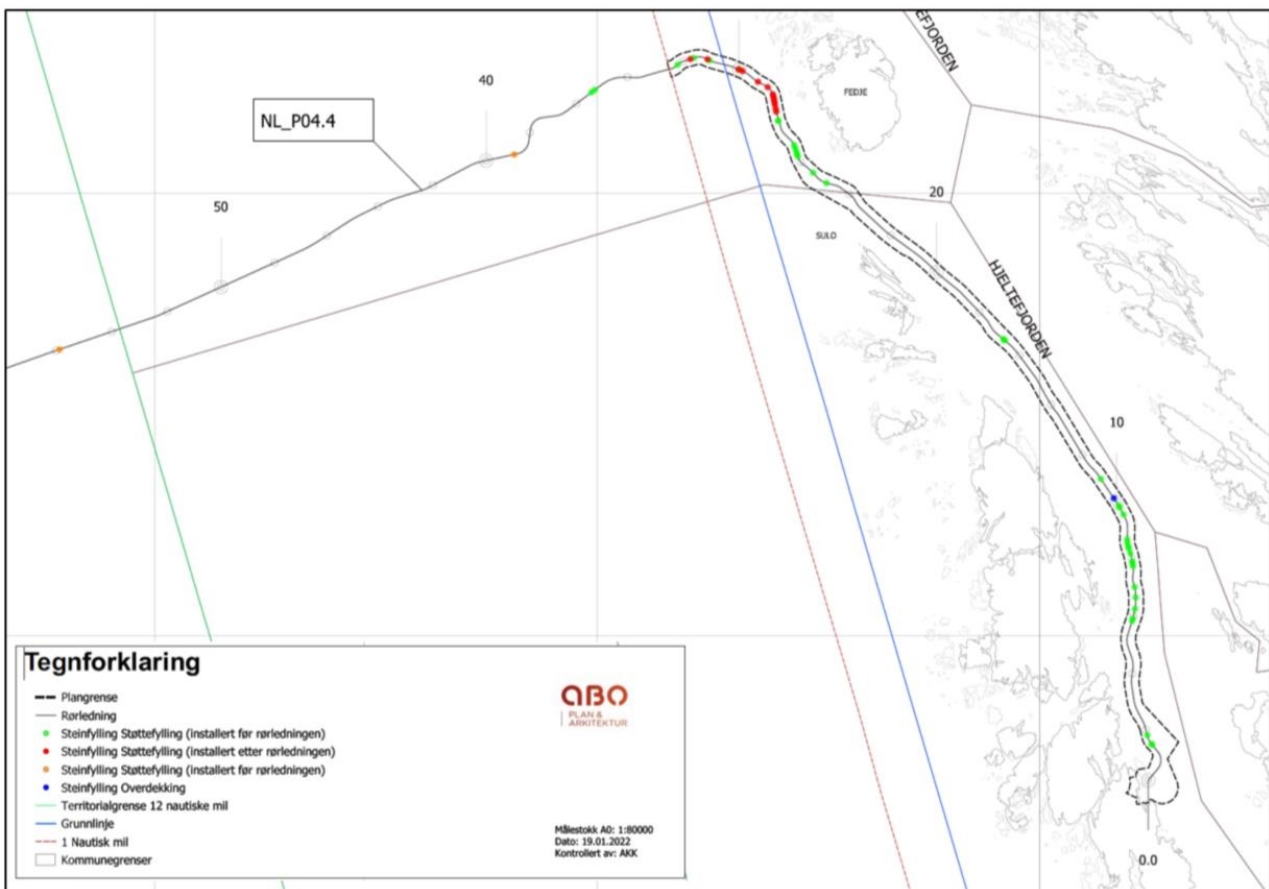 EFJORDEN
40
FEDJE
NL_P04.4
50
20
SULO
HJELTEFJORDEN
10
Tegnforklaring
Plangrense
Rørledning
Steinfylling Støttefylling (installert før rørledningen)
Steinfylling Støttefylling (installert etter rørledningen)
Steinfylling Støttefylling (installert før rørledningen)
Steinfylling Overdekking
Territorialgrense 12 nautiske mil
Grunnlinje
1 Nautisk mil
Kommunegrenser
ABO
PLAN &
ARKITEKTUR
Målestokk A0: 1:80000
Dato: 19.01.2022
Kontrollert av: AKK
0.0